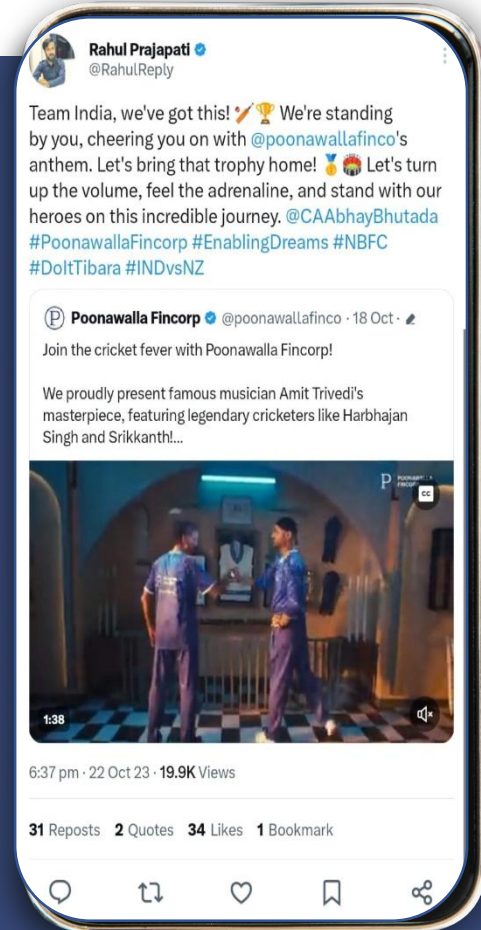 Rahul Prajapati
@RahulReply
Team India, we've got this! 🏏🏆 We're standing
by you, cheering you on with @poonawallafinco's
anthem. Let's bring that trophy home! 🥇🏟 Let's turn
up the volume, feel the adrenaline, and stand with our
heroes on this incredible journey. @CAAbhayBhutada
#PoonawallaFincorp #EnablingDreams #NBFC
#DoItTibara #INDvsNZ
Poonawalla Fincorp @poonawallafinco · 18 Oct ·
Join the cricket fever with Poonawalla Fincorp!
We proudly present famous musician Amit Trivedi's
masterpiece, featuring legendary cricketers like Harbhajan
Singh and Srikkanth!...
P POONAWALLA
FINCORP
CC
1:38
6:37 pm · 22 Oct 23 · 19.9K Views
31 Reposts 2 Quotes 34 Likes 1 Bookmark